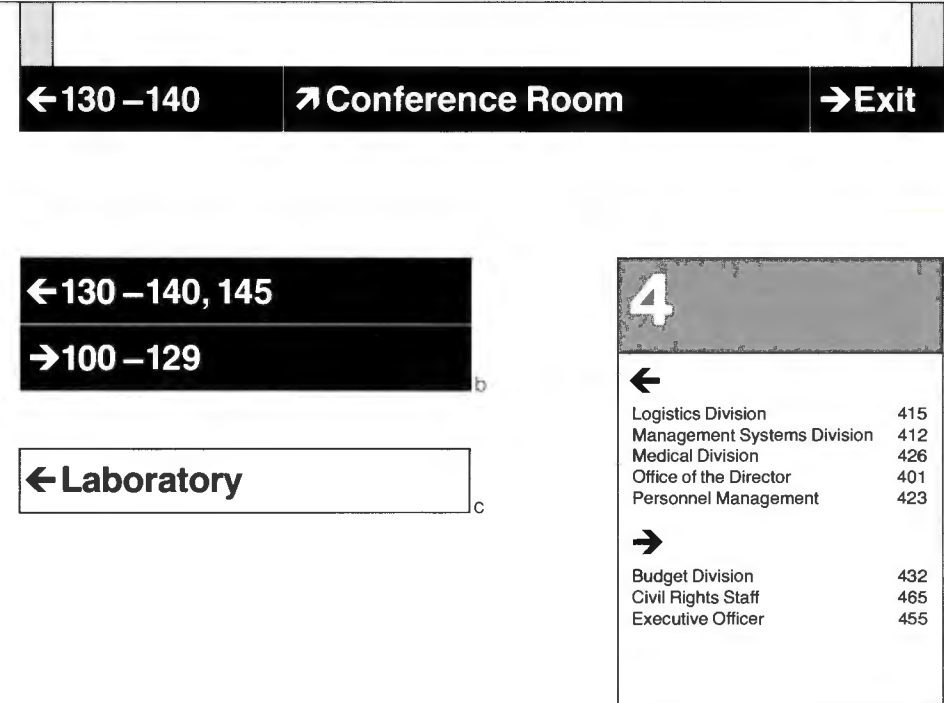 ←130–140 ↗Conference Room →Exit
←130–140, 145
→100–129
b
←Laboratory
c
4
←
Logistics Division 415
Management Systems Division 412
Medical Division 426
Office of the Director 401
Personnel Management 423
→
Budget Division 432
Civil Rights Staff 465
Executive Officer 455